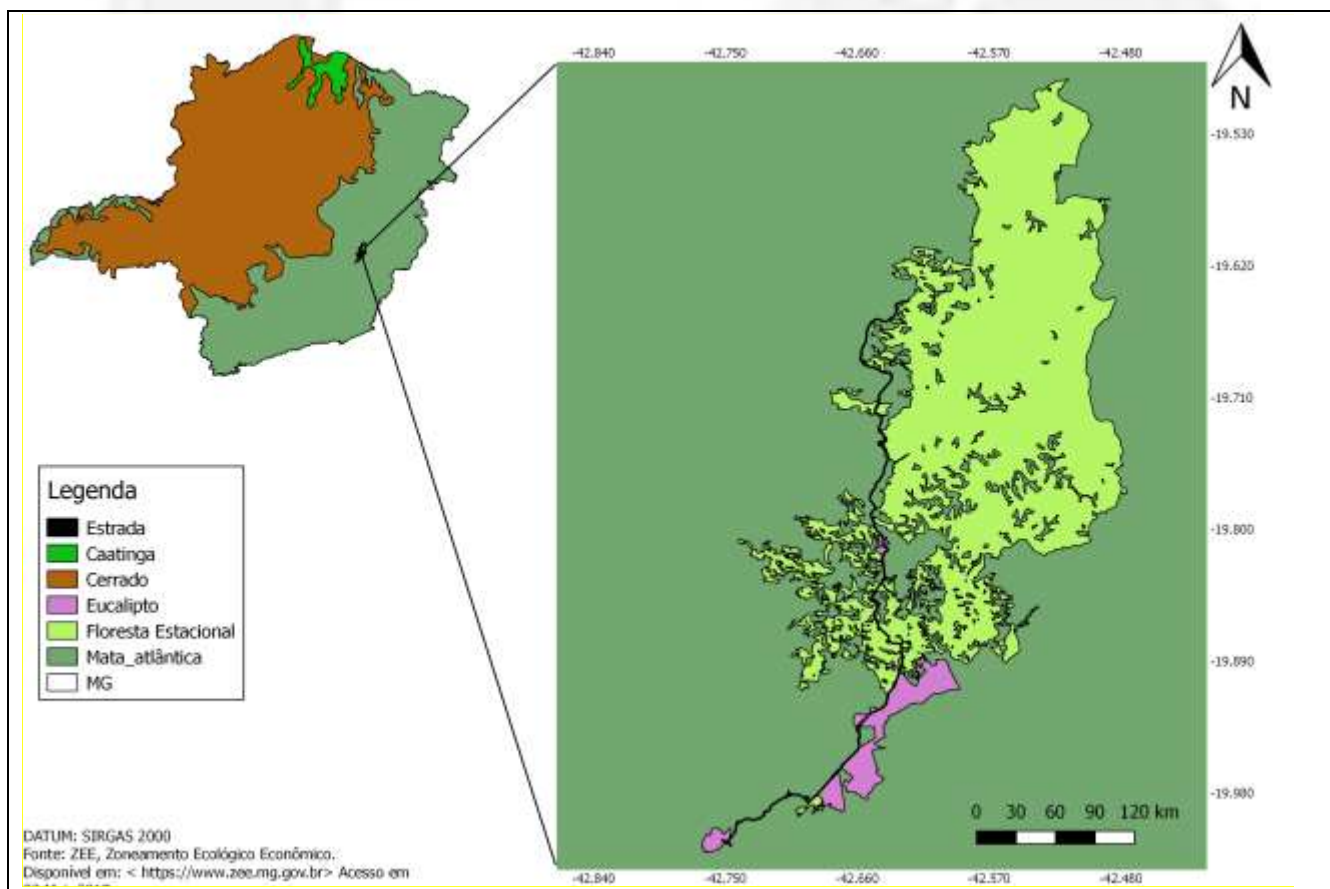 -42.840 -42.750 -42.660 -42.570 -42.480
N
-19.530
-19.620
-19.710
-19.800
-19.890
-19.980
Legenda
Estrada
Caatinga
Cerrado
Eucalipto
Floresta Estacional
Mata_atlântica
MG
0 30 60 90 120 km
DATUM: SIRGAS 2000
Fonte: ZEE, Zoneamento Ecológico Econômico.
Disponivel em: < https://www.zee.mg.gov.br> Acesso em
-42.840 -42.750 -42.660 -42.570 -42.480